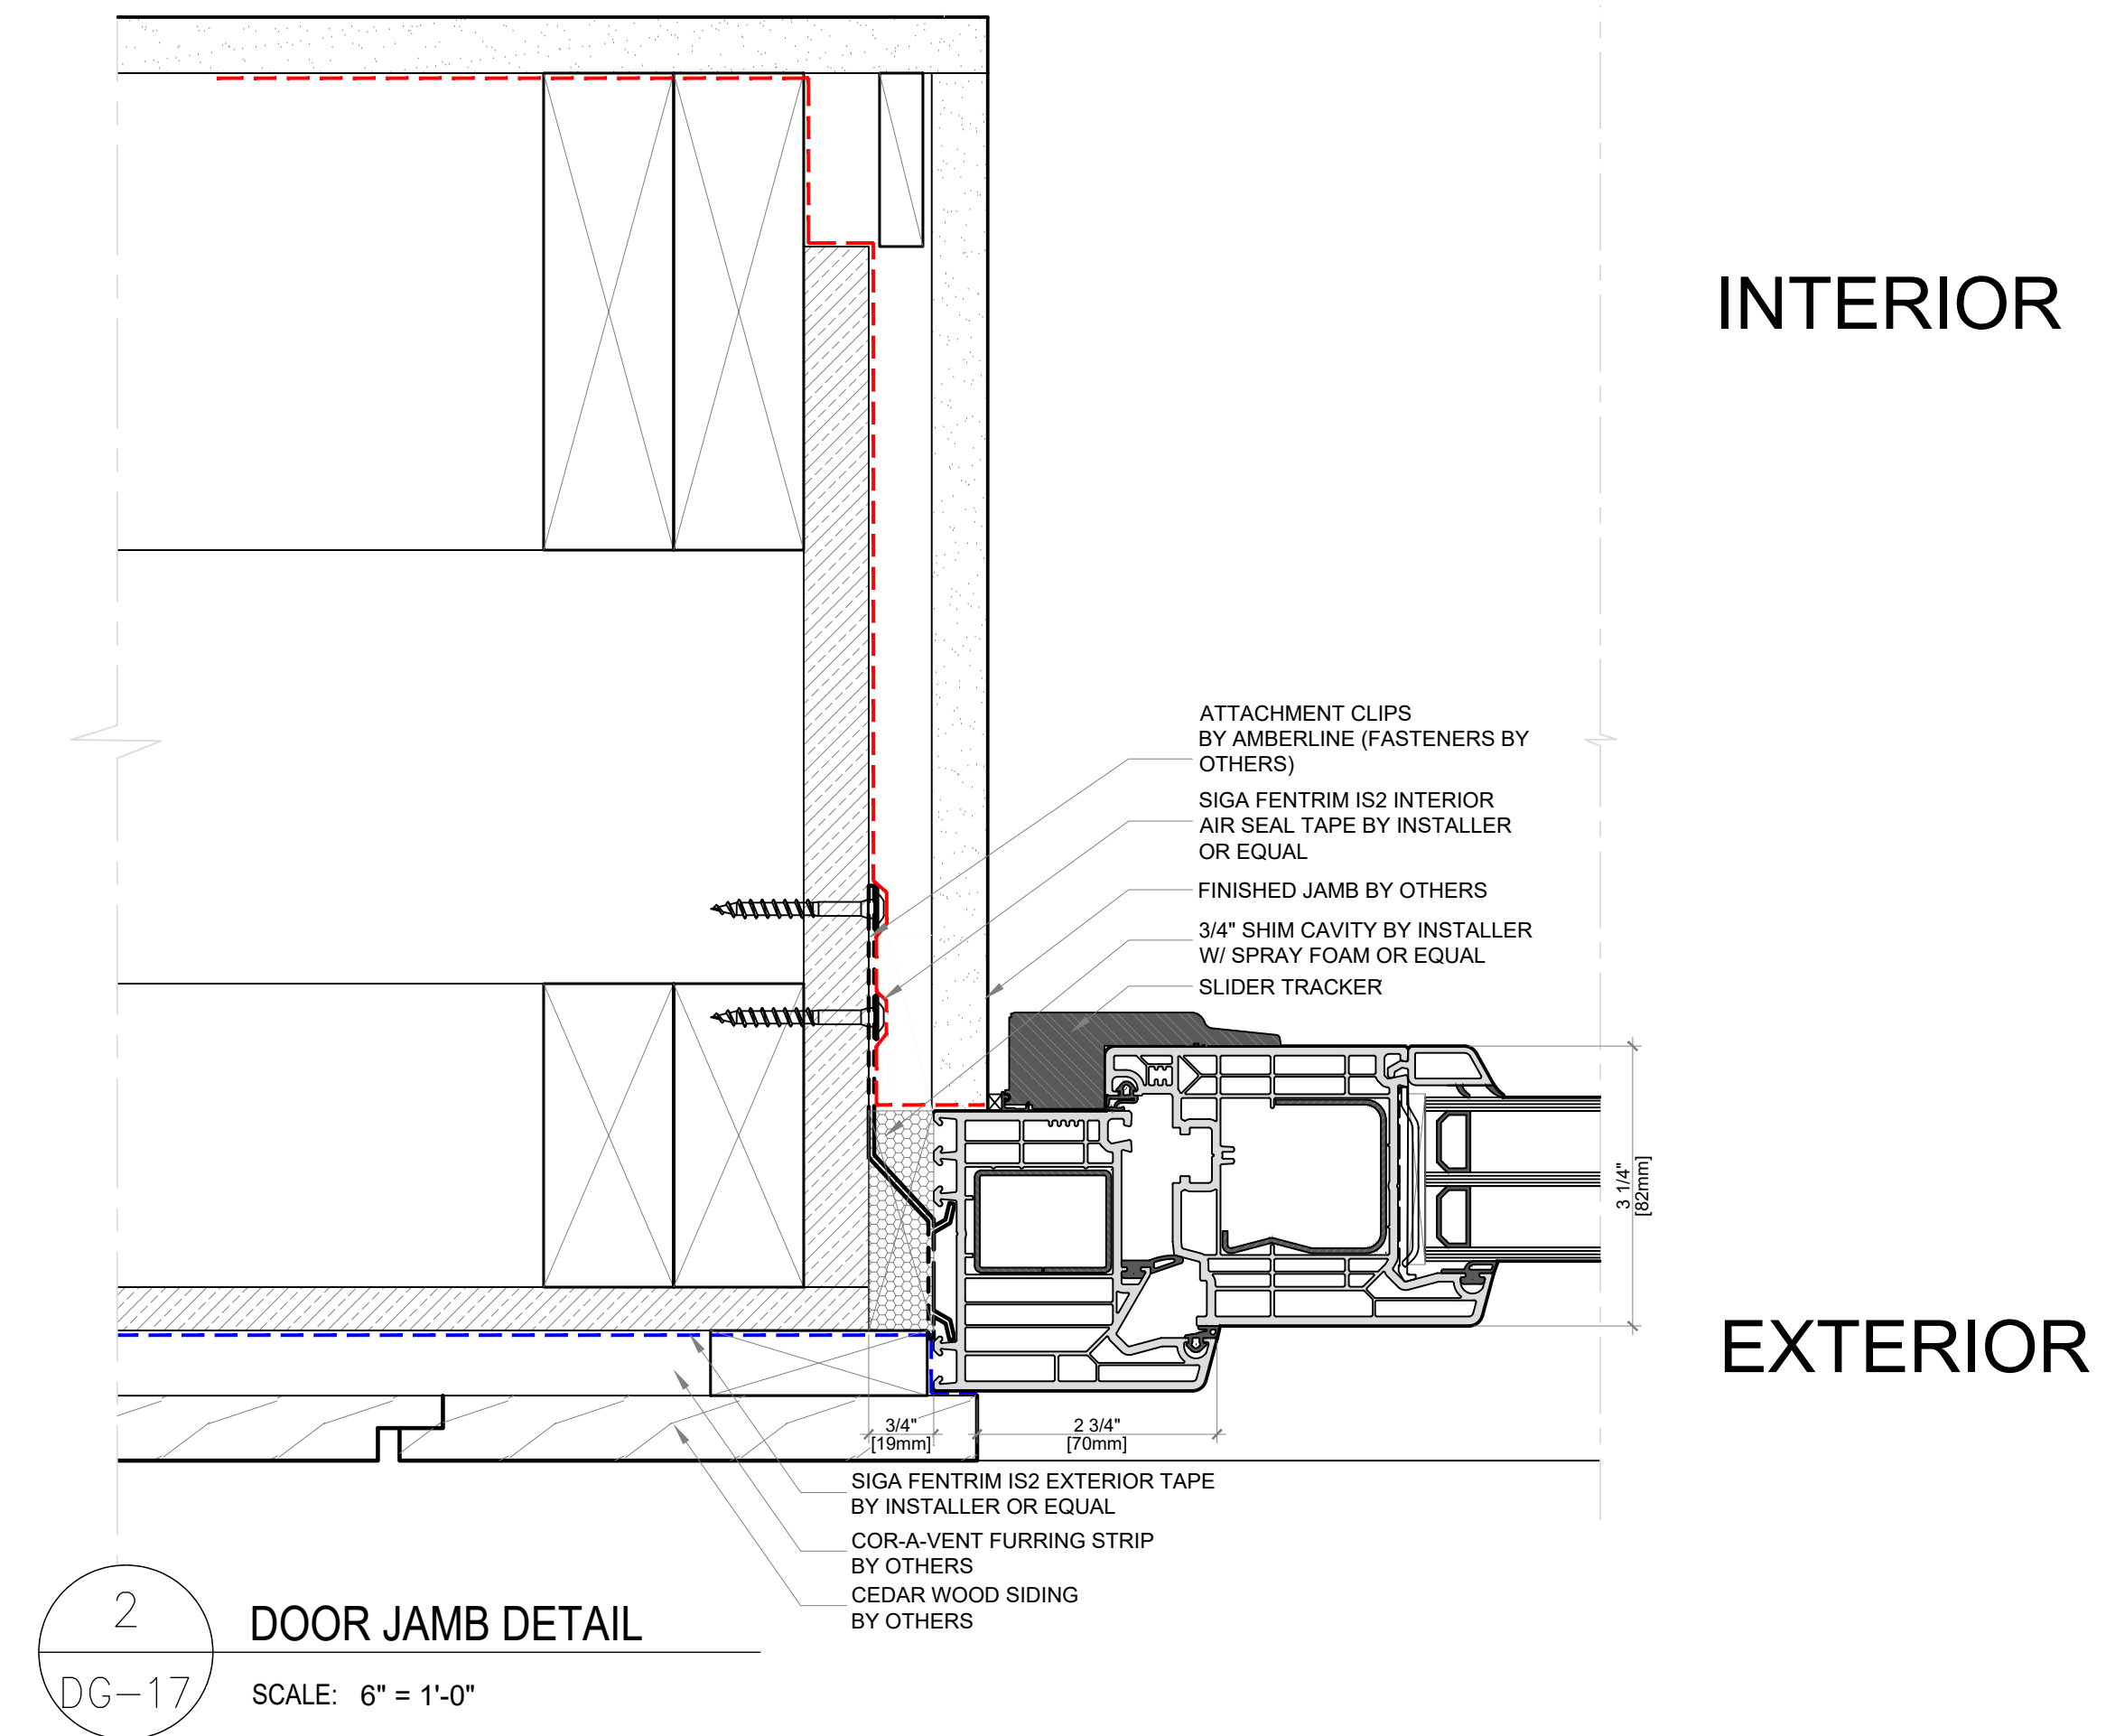 INTERIOR
ATTACHMENT CLIPS
BY AMBERLINE (FASTENERS BY
OTHERS)
SIGA FENTRIM IS2 INTERIOR
AIR SEAL TAPE BY INSTALLER
OR EQUAL
FINISHED JAMB BY OTHERS
3/4" SHIM CAVITY BY INSTALLER
W/ SPRAY FOAM OR EQUAL
SLIDER TRACKER
3 1/4"
[82mm]
EXTERIOR
3/4"
[19mm]
2 3/4"
[70mm]
SIGA FENTRIM IS2 EXTERIOR TAPE
BY INSTALLER OR EQUAL
COR-A-VENT FURRING STRIP
BY OTHERS
CEDAR WOOD SIDING
BY OTHERS
2
DG-17
DOOR JAMB DETAIL
SCALE: 6" = 1'-0"